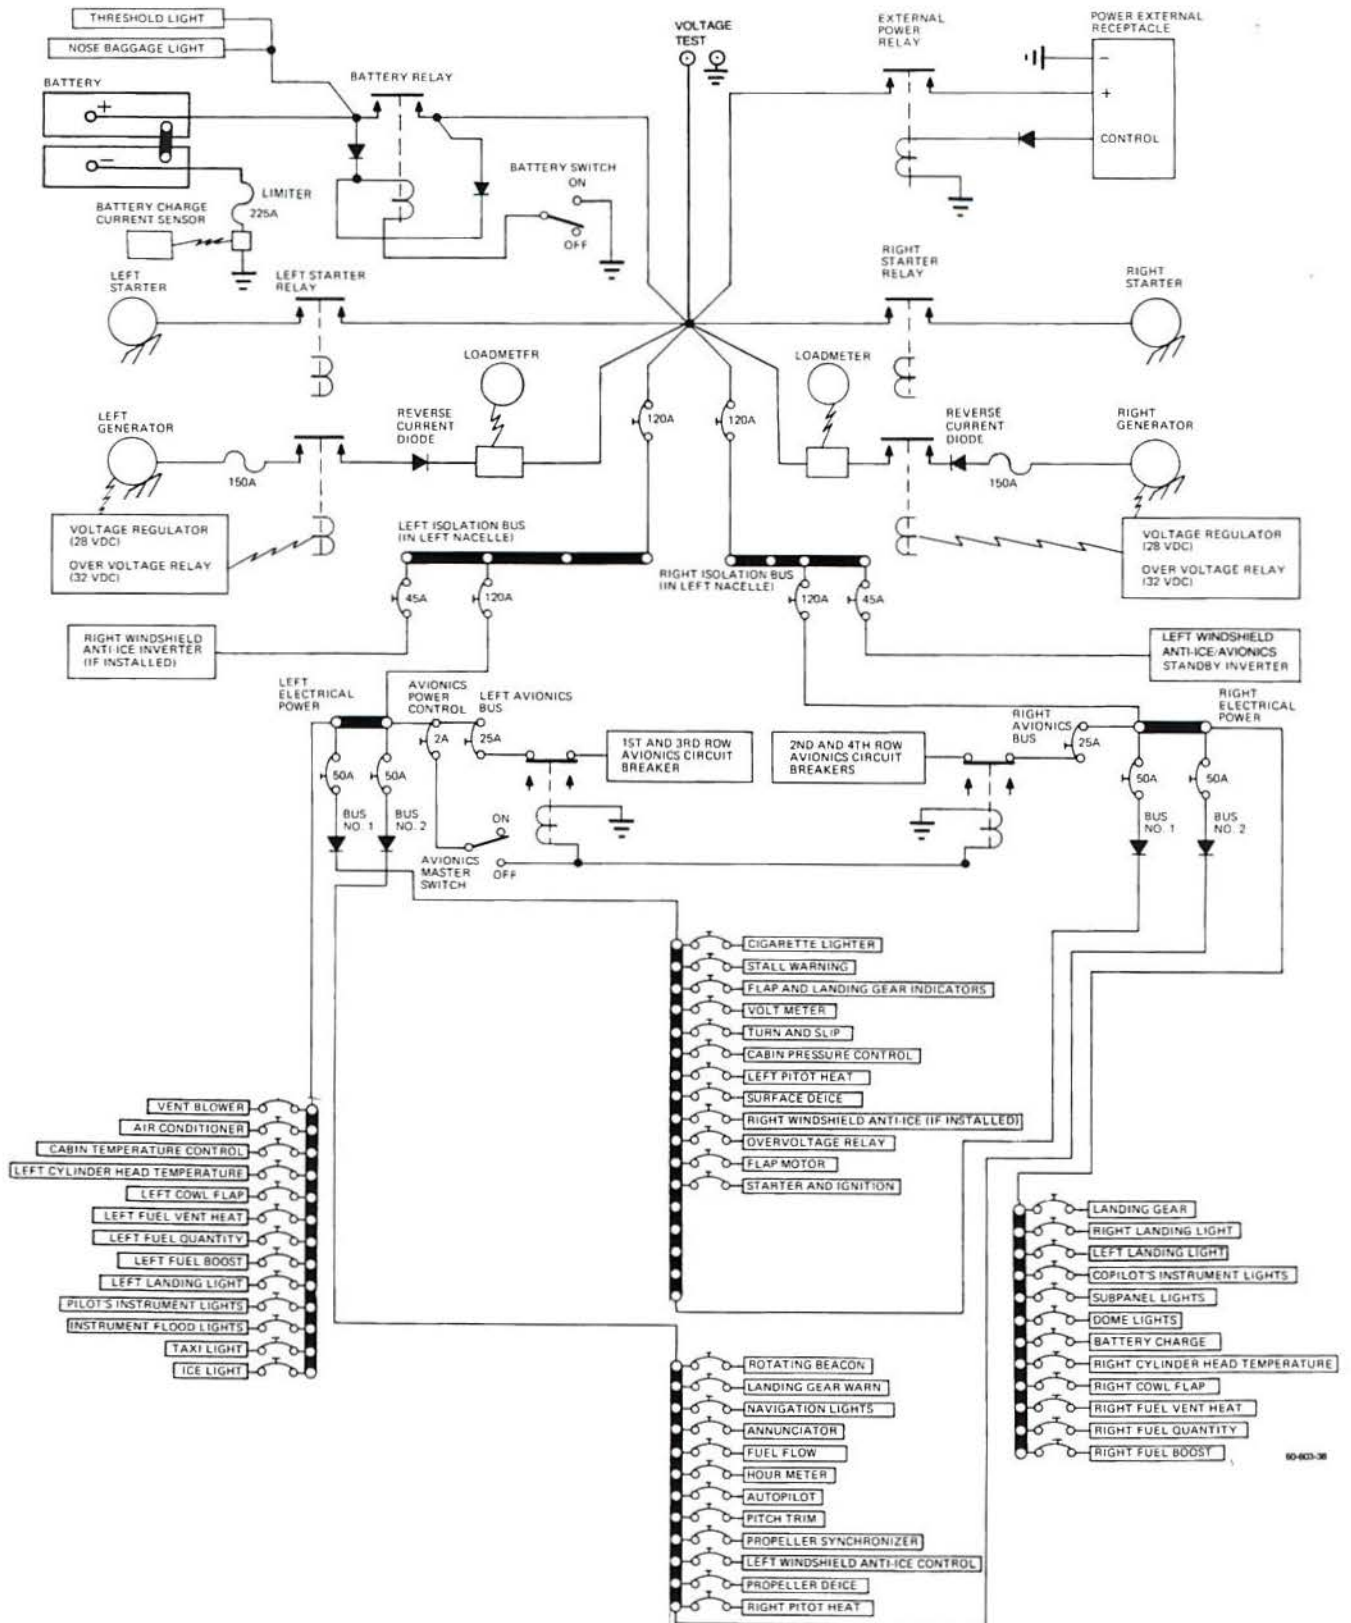 THRESHOLD LIGHT
NOSE BAGGAGE LIGHT
BATTERY
+
−
BATTERY RELAY
VOLTAGE
TEST
EXTERNAL
POWER
RELAY
POWER EXTERNAL
RECEPTACLE
−
+
CONTROL
BATTERY SWITCH
ON
OFF
LIMITER
225A
BATTERY CHARGE
CURRENT SENSOR
LEFT
STARTER
LEFT STARTER
RELAY
RIGHT
STARTER
RELAY
RIGHT
STARTER
LOADMETER
LOADMETER
LEFT
GENERATOR
150A
REVERSE
CURRENT
DIODE
120A
120A
REVERSE
CURRENT
DIODE
150A
RIGHT
GENERATOR
VOLTAGE REGULATOR
(28 VDC)
OVER VOLTAGE RELAY
(32 VDC)
LEFT ISOLATION BUS
(IN LEFT NACELLE)
RIGHT ISOLATION BUS
(IN LEFT NACELLE)
VOLTAGE REGULATOR
(28 VDC)
OVER VOLTAGE RELAY
(32 VDC)
45A
120A
120A
45A
RIGHT WINDSHIELD
ANTI-ICE INVERTER
(IF INSTALLED)
LEFT WINDSHIELD
ANTI-ICE/AVIONICS
STANDBY INVERTER
LEFT
ELECTRICAL
POWER
AVIONICS
POWER
CONTROL
LEFT AVIONICS
BUS
2A
25A
1ST AND 3RD ROW
AVIONICS CIRCUIT
BREAKER
2ND AND 4TH ROW
AVIONICS CIRCUIT
BREAKERS
RIGHT
AVIONICS
BUS
25A
RIGHT
ELECTRICAL
POWER
50A
50A
BUS
NO. 1
BUS
NO. 2
ON
OFF
AVIONICS
MASTER
SWITCH
50A
50A
BUS
NO. 1
BUS
NO. 2
CIGARETTE LIGHTER
STALL WARNING
FLAP AND LANDING GEAR INDICATORS
VOLT METER
TURN AND SLIP
CABIN PRESSURE CONTROL
LEFT PITOT HEAT
SURFACE DEICE
RIGHT WINDSHIELD ANTI-ICE (IF INSTALLED)
OVERVOLTAGE RELAY
FLAP MOTOR
STARTER AND IGNITION
VENT BLOWER
AIR CONDITIONER
CABIN TEMPERATURE CONTROL
LEFT CYLINDER HEAD TEMPERATURE
LEFT COWL FLAP
LEFT FUEL VENT HEAT
LEFT FUEL QUANTITY
LEFT FUEL BOOST
LEFT LANDING LIGHT
PILOT'S INSTRUMENT LIGHTS
INSTRUMENT FLOOD LIGHTS
TAXI LIGHT
ICE LIGHT
LANDING GEAR
RIGHT LANDING LIGHT
LEFT LANDING LIGHT
COPILOT'S INSTRUMENT LIGHTS
SUBPANEL LIGHTS
DOME LIGHTS
BATTERY CHARGE
RIGHT CYLINDER HEAD TEMPERATURE
RIGHT COWL FLAP
RIGHT FUEL VENT HEAT
RIGHT FUEL QUANTITY
RIGHT FUEL BOOST
60-603-38
ROTATING BEACON
LANDING GEAR WARN
NAVIGATION LIGHTS
ANNUNCIATOR
FUEL FLOW
HOUR METER
AUTOPILOT
PITCH TRIM
PROPELLER SYNCHRONIZER
LEFT WINDSHIELD ANTI-ICE CONTROL
PROPELLER DEICE
RIGHT PITOT HEAT